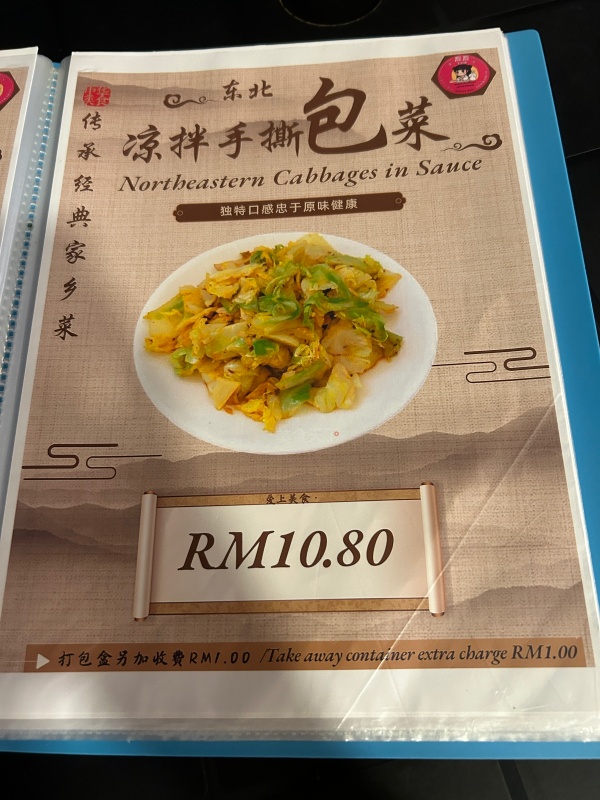 东北
凉拌手撕包菜
Northeastern Cabbages in Sauce
独特口感忠于原味健康
传承经典家乡菜
爱上美食
RM10.80
打包盒另加收费RM1.00 /Take away container extra charge RM1.00